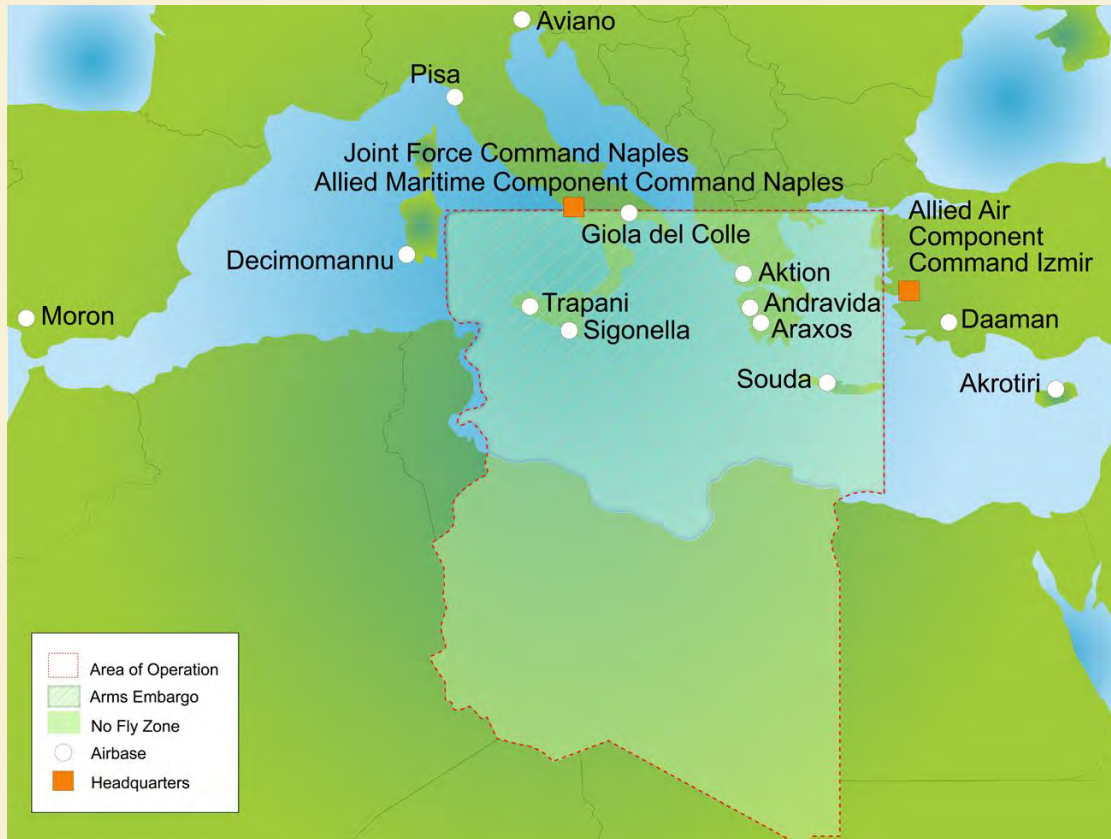 Aviano
Pisa
Joint Force Command Naples
Allied Maritime Component Command Naples
Giola del Colle
Allied Air
Component
Command Izmir
Decimomannu
Aktion
Trapani
Andravida
Moron
Sigonella
Araxos
Daaman
Souda
Akrotiri
Area of Operation
Arms Embargo
No Fly Zone
Airbase
Headquarters